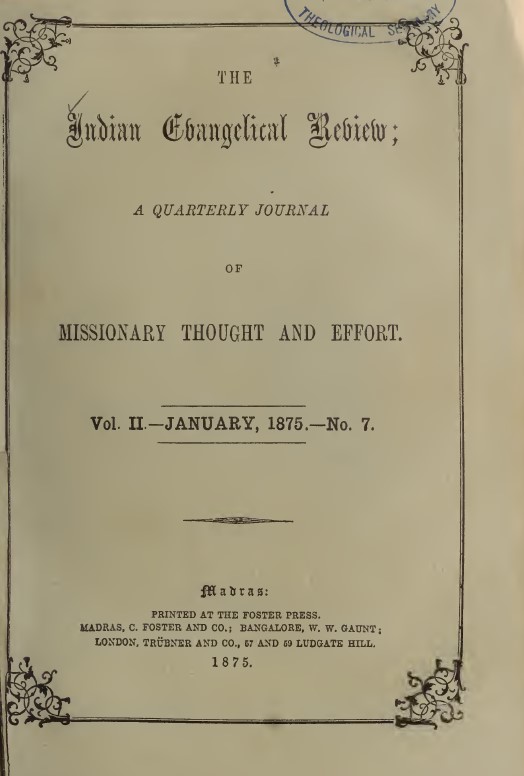 THEOLOGICAL SEMINARY
THE
Indian Evangelical Review;
A QUARTERLY JOURNAL
OF
MISSIONARY THOUGHT AND EFFORT.
Vol. II.—JANUARY, 1875.—No. 7.
Madras:
PRINTED AT THE FOSTER PRESS.
MADRAS, C. FOSTER AND CO.; BANGALORE, W. W. GAUNT;
LONDON, TRÜBNER AND CO., 57 AND 59 LUDGATE HILL.
1875.